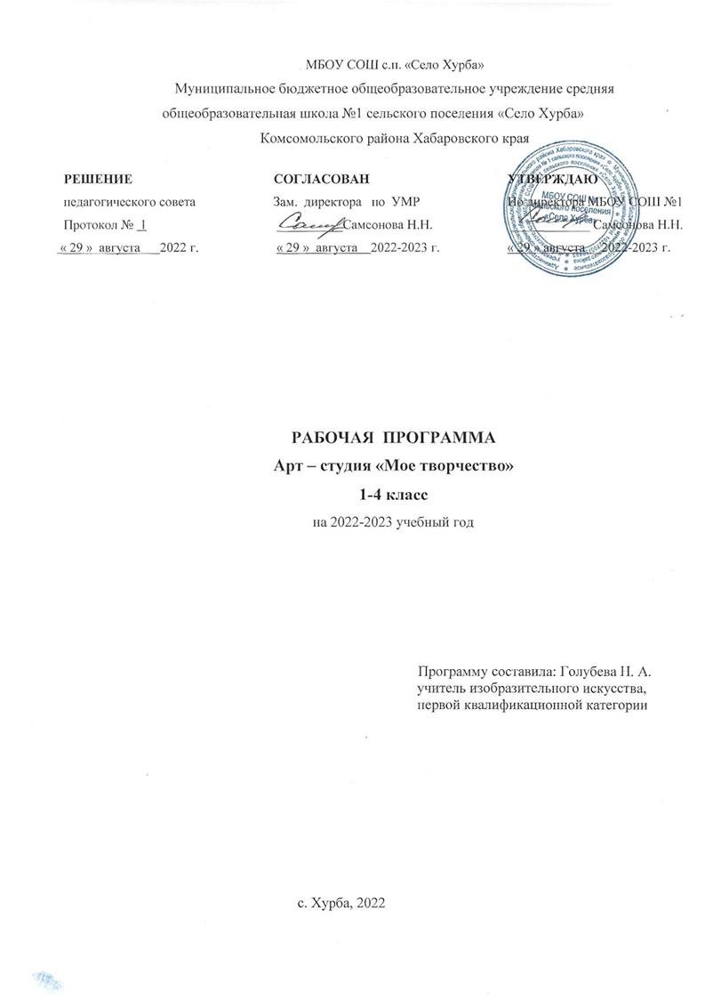 МБОУ СОШ с.п. «Село Хурба»
Муниципальное бюджетное общеобразовательное учреждение средняя
общеобразовательная школа №1 сельского поселения «Село Хурба»
Комсомольского района Хабаровского края
РЕШЕНИЕ
педагогического совета
Протокол № 1
« 29 » августа 2022 г.
СОГЛАСОВАН
Зам. директора по УМР
Самсонова Н.Н.
« 29 » августа 2022-2023 г.
УТВЕРЖДАЮ
Ио директора МБОУ СОШ №1
Самсонова Н.Н.
« 29 » августа 2022-2023 г.
МБОУ СОШ № 1
сельского поселения
«Село Хурба»
РАБОЧАЯ ПРОГРАММА
Арт – студия «Мое творчество»
1-4 класс
на 2022-2023 учебный год
Программу составила: Голубева Н. А.
учитель изобразительного искусства,
первой квалификационной категории
с. Хурба, 2022